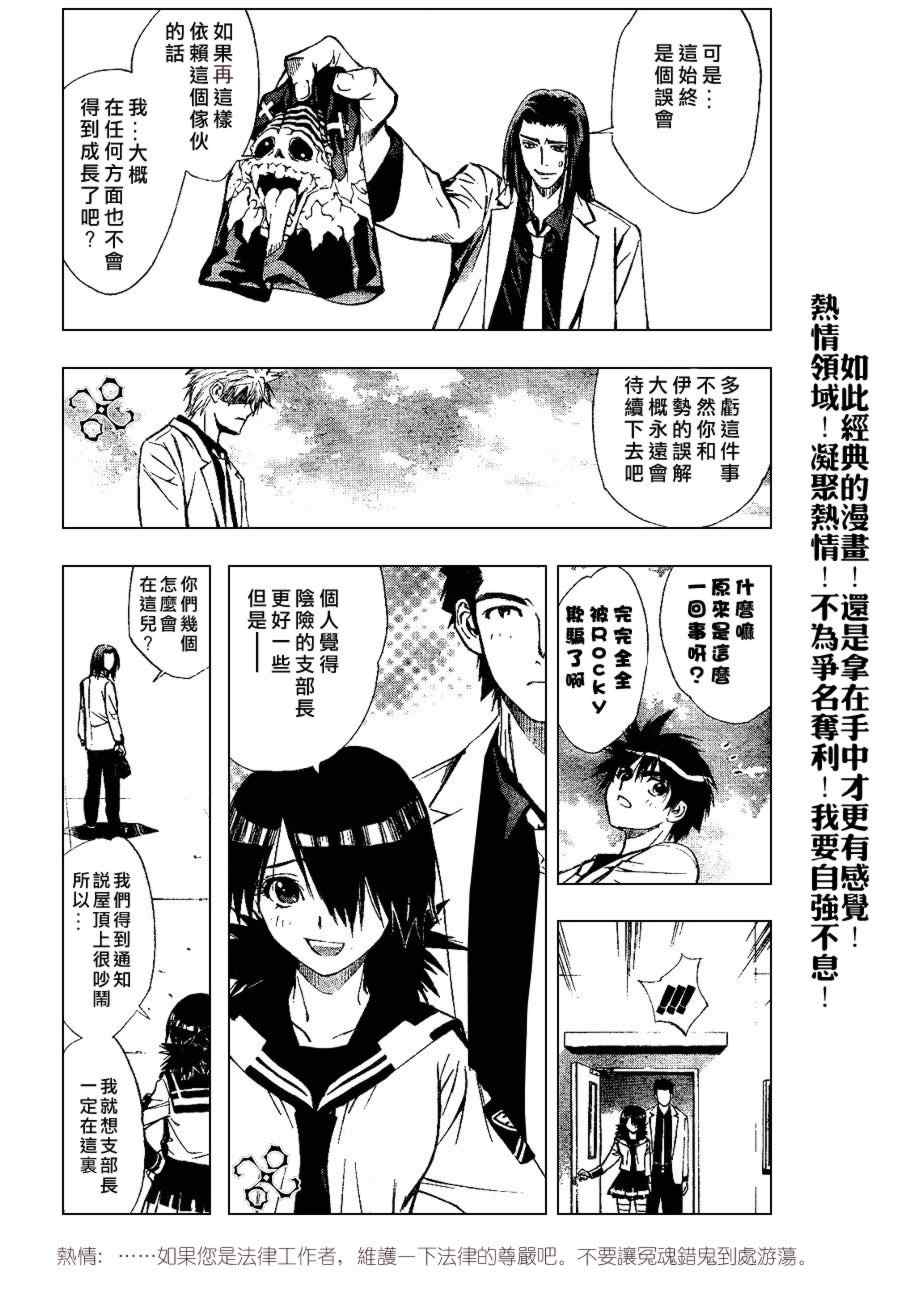 可是…
這始終
是個誤會
如果再這樣
依賴這個傢伙
的話
我…大概
在任何方面也不會
得到成長了吧？
多虧這件事
不然你和
伊勢的誤解
大概永遠會
待續下去吧
什麼嘛
原來是這麼
一回事呀？
完完全全
被Rocky
欺騙了啊
!!!
個人覺得
陰險的支部長
更好一些
但是──
你們幾個
怎麼會
在這兒？
我們得到通知
説屋頂上很吵鬧
所以…
我就想支部長
一定在這裏
如此經典的漫畫！還是拿在手中才更有感覺！
熱情領域！凝聚熱情！不為爭名奪利！我要自強不息！
熱情：……如果您是法律工作者，維護一下法律的尊嚴吧。不要讓冤魂錯鬼到處游蕩。